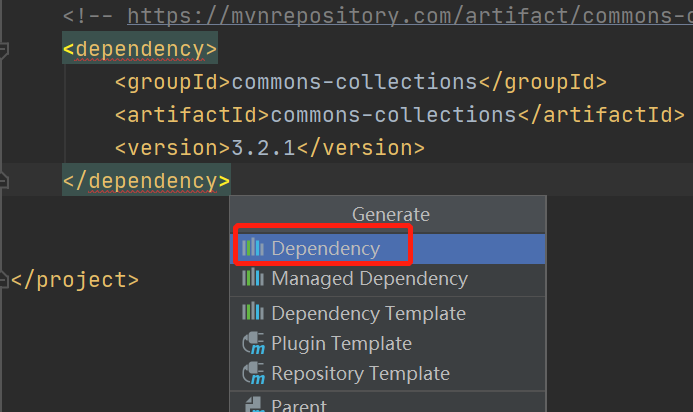 <!-- https://mvnrepository.com/artifact/commons-
<dependency>
<groupId>commons-collections</groupId>
<artifactId>commons-collections</artifactId>
<version>3.2.1</version>
</dependency>
Generate
Dependency
Managed Dependency
</project>
Dependency Template
Plugin Template
Repository Template
Parent